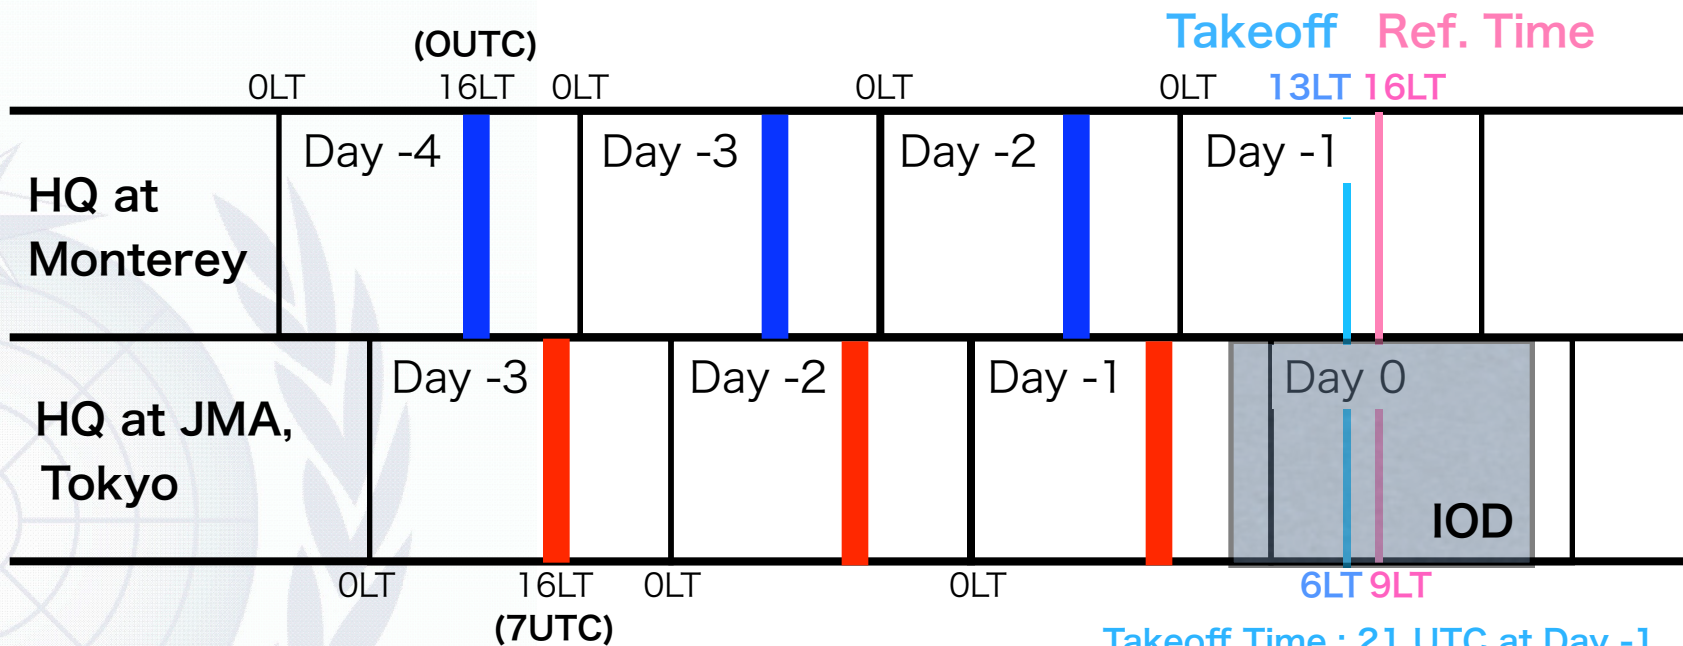 Takeoff Ref. Time
(0UTC)
0LT 16LT 0LT 0LT 0LT 13LT 16LT
Day -4 Day -3 Day -2 Day -1
HQ at
Monterey
Day -3 Day -2 Day -1 Day 0
HQ at JMA,
Tokyo
IOD
0LT 16LT 0LT 0LT 6LT 9LT
(7UTC)
Takeoff Time : 21 UTC at Day -1